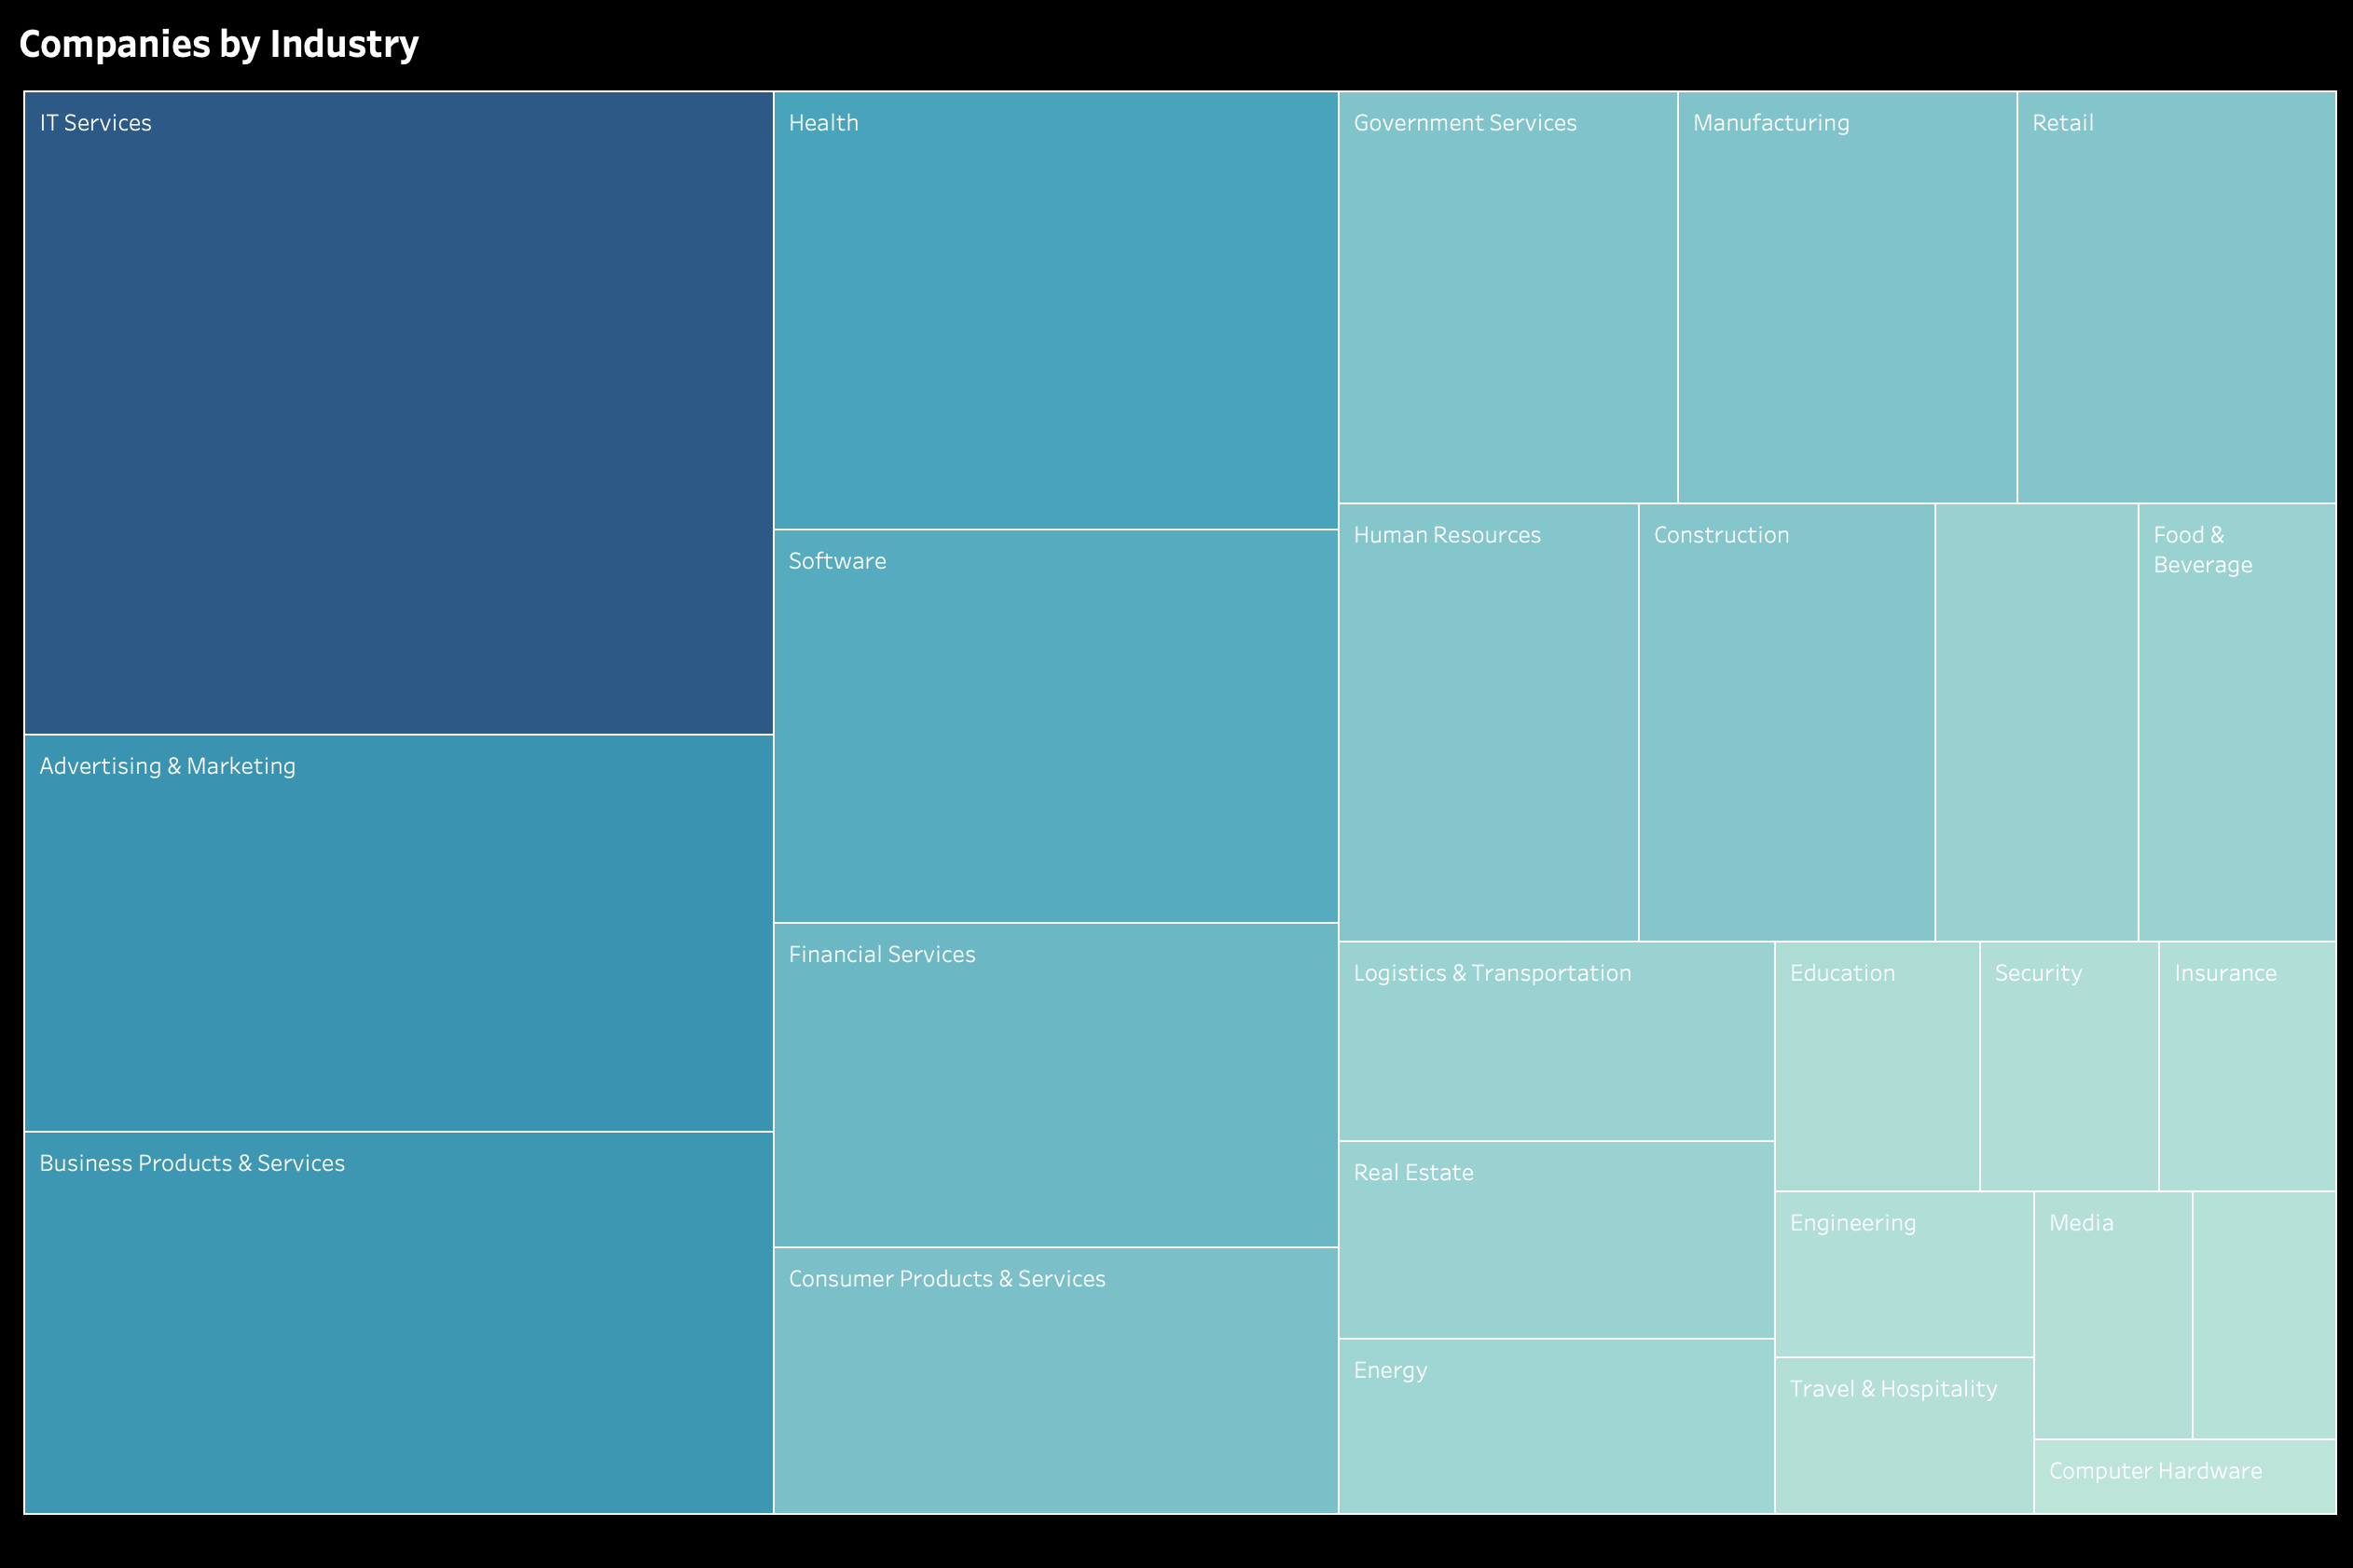 Companies by Industry
IT Services
Health
Government Services
Manufacturing
Retail
Human Resources
Construction
Food &
Beverage
Software
Advertising & Marketing
Financial Services
Logistics & Transportation
Education
Security
Insurance
Business Products & Services
Real Estate
Engineering
Media
Consumer Products & Services
Energy
Travel & Hospitality
Computer Hardware